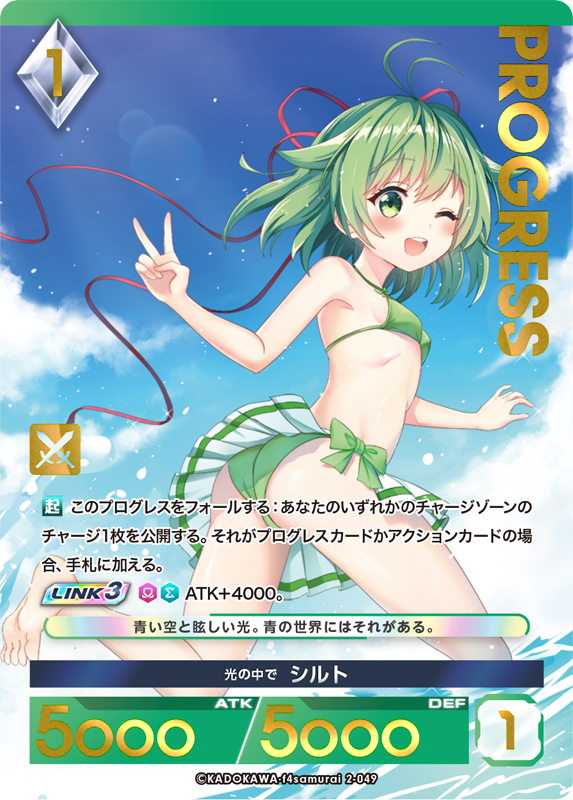 1
PROGRESS
起 このプログレスをフォールする：あなたのいずれかのチャージゾーンの
チャージ1枚を公開する。それがプログレスカードかアクションカードの場
合、手札に加える。
LINK3 Ω Σ ATK+4000。
青い空と眩しい光。青の世界にはそれがある。
光の中で シルト
ATK DEF
5000 5000 1
©KADOKAWA・f4samurai 2-049